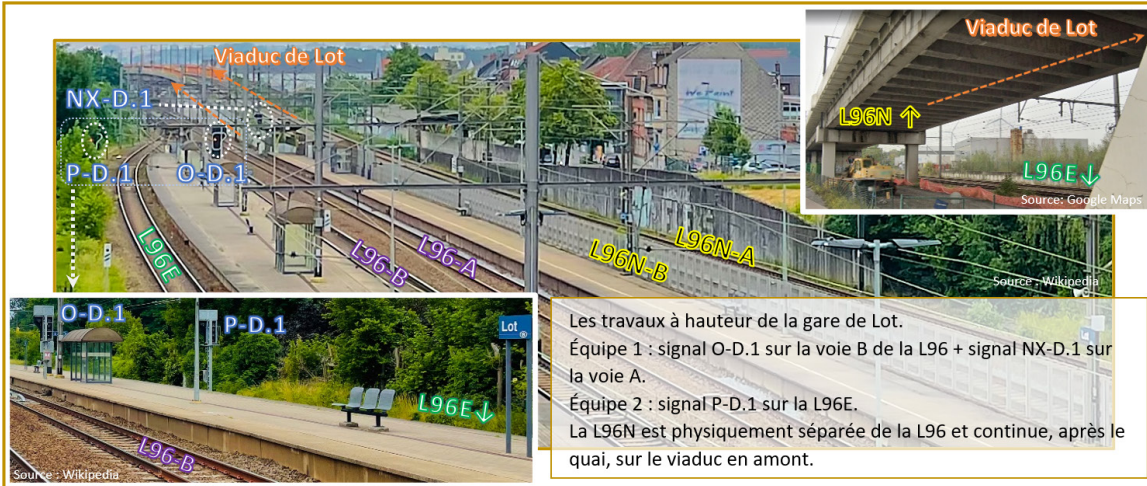 Viaduc de Lot
NX-D.1
P-D.1
O-D.1
L96E
L96-B
L96-A
L96N-B
L96N-A
Source : Wikipedia
Viaduc de Lot
L96N ↑
L96E↓
Source: Google Maps
O-D.1
P-D.1
Lot
L96E↓
L96-B
Source : Wikipedia
Les travaux à hauteur de la gare de Lot.
Équipe 1 : signal O-D.1 sur la voie B de la L96 + signal NX-D.1 sur
la voie A.
Équipe 2 : signal P-D.1 sur la L96E.
La L96N est physiquement séparée de la L96 et continue, après le
quai, sur le viaduc en amont.